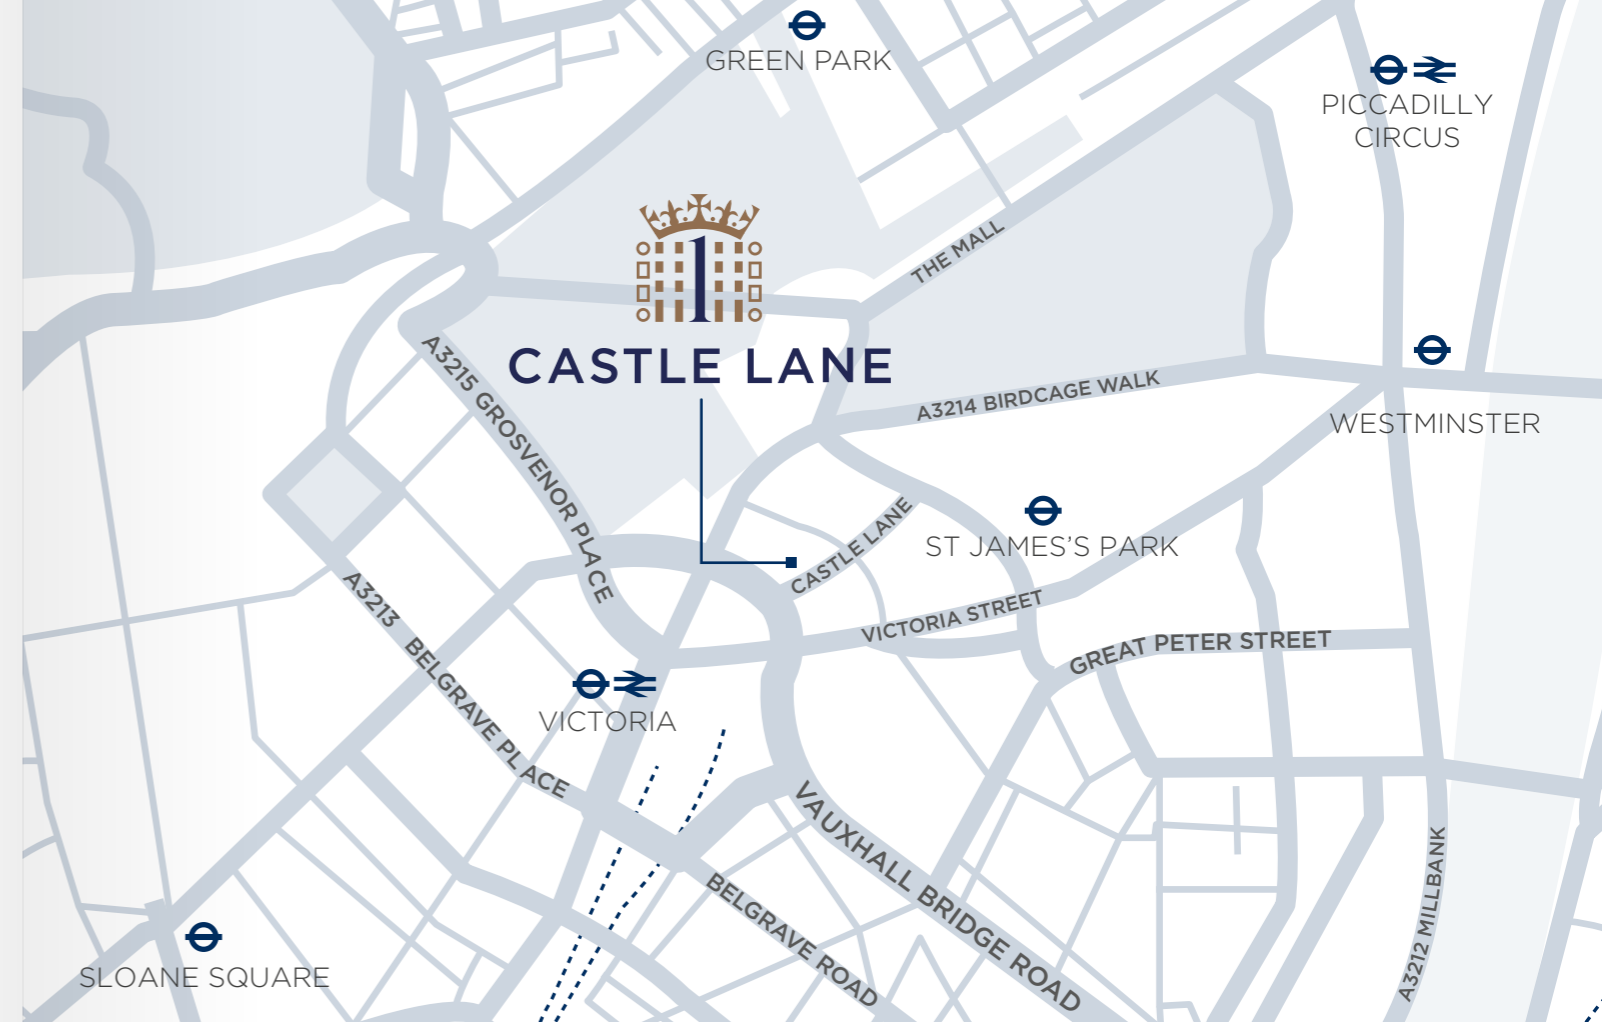 GREEN PARK
PICCADILLY
CIRCUS
THE MALL
1
CASTLE LANE
A3215 GROSVENOR PLACE
A3214 BIRDCAGE WALK
WESTMINSTER
CASTLE LANE
ST JAMES'S PARK
A3213 BELGRAVE PLACE
VICTORIA STREET
GREAT PETER STREET
VICTORIA
VAUXHALL BRIDGE ROAD
BELGRAVE ROAD
A3212 MILLBANK
SLOANE SQUARE